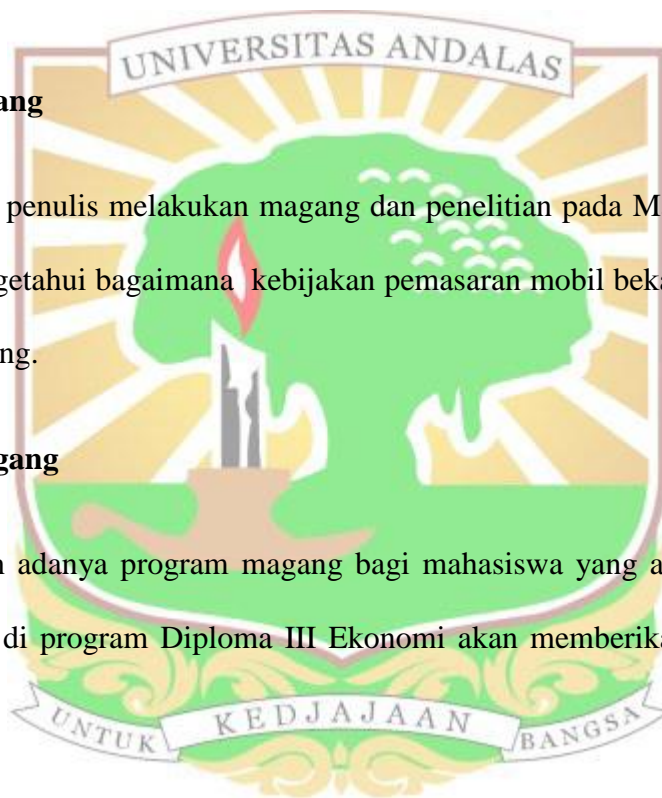 UNIVERSITAS ANDALAS
ang
penulis melakukan magang dan penelitian pada M
getahui bagaimana kebijakan pemasaran mobil beka
ng.
gang
adanya program magang bagi mahasiswa yang a
di program Diploma III Ekonomi akan memberika
UNTUK KEDJAJAAN BANGSA